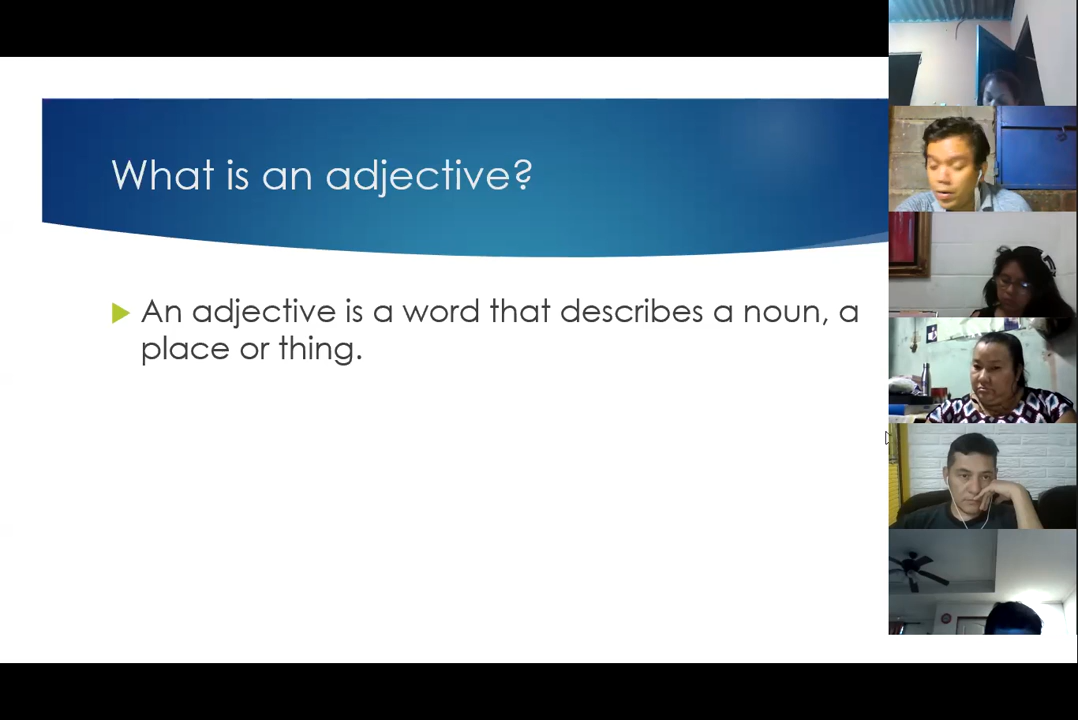 What is an adjective?
An adjective is a word that describes a noun, a
place or thing.